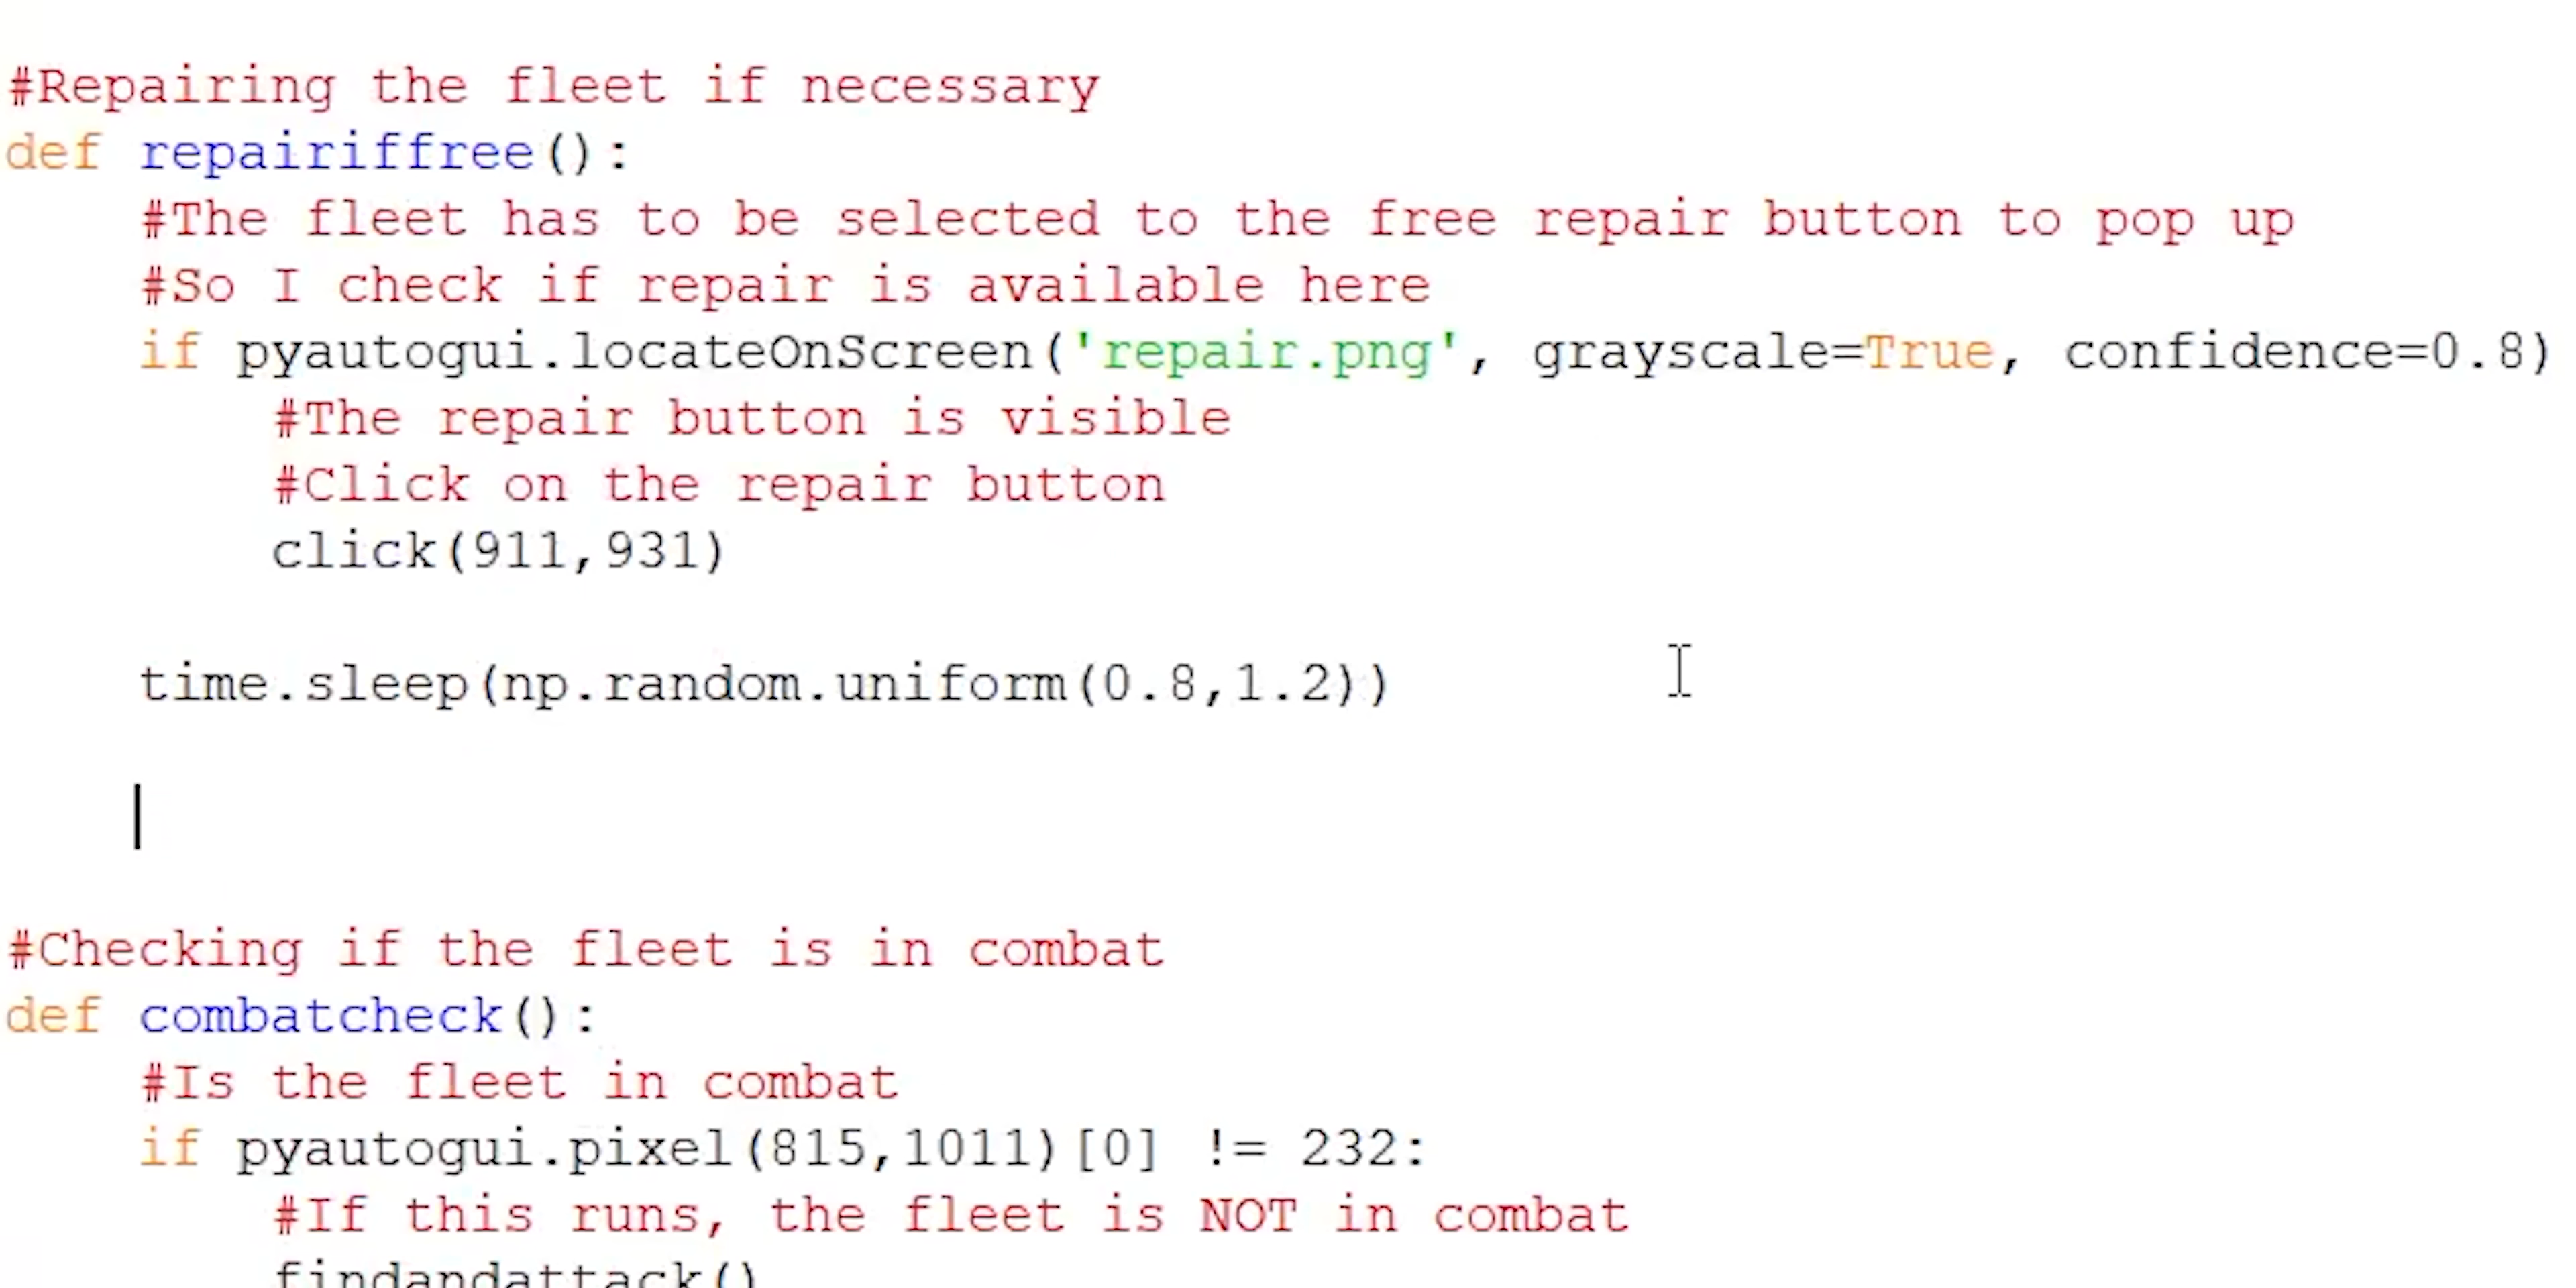 #Repairing the fleet if necessary
def repairiffree():
    #The fleet has to be selected to the free repair button to pop up
    #So I check if repair is available here
    if pyautogui.locateOnScreen('repair.png', grayscale=True, confidence=0.8)
        #The repair button is visible
        #Click on the repair button
        click(911,931)
    time.sleep(np.random.uniform(0.8,1.2))
#Checking if the fleet is in combat
def combatcheck():
    #Is the fleet in combat
    if pyautogui.pixel(815,1011)[0] != 232:
        #If this runs, the fleet is NOT in combat
        findandattack()